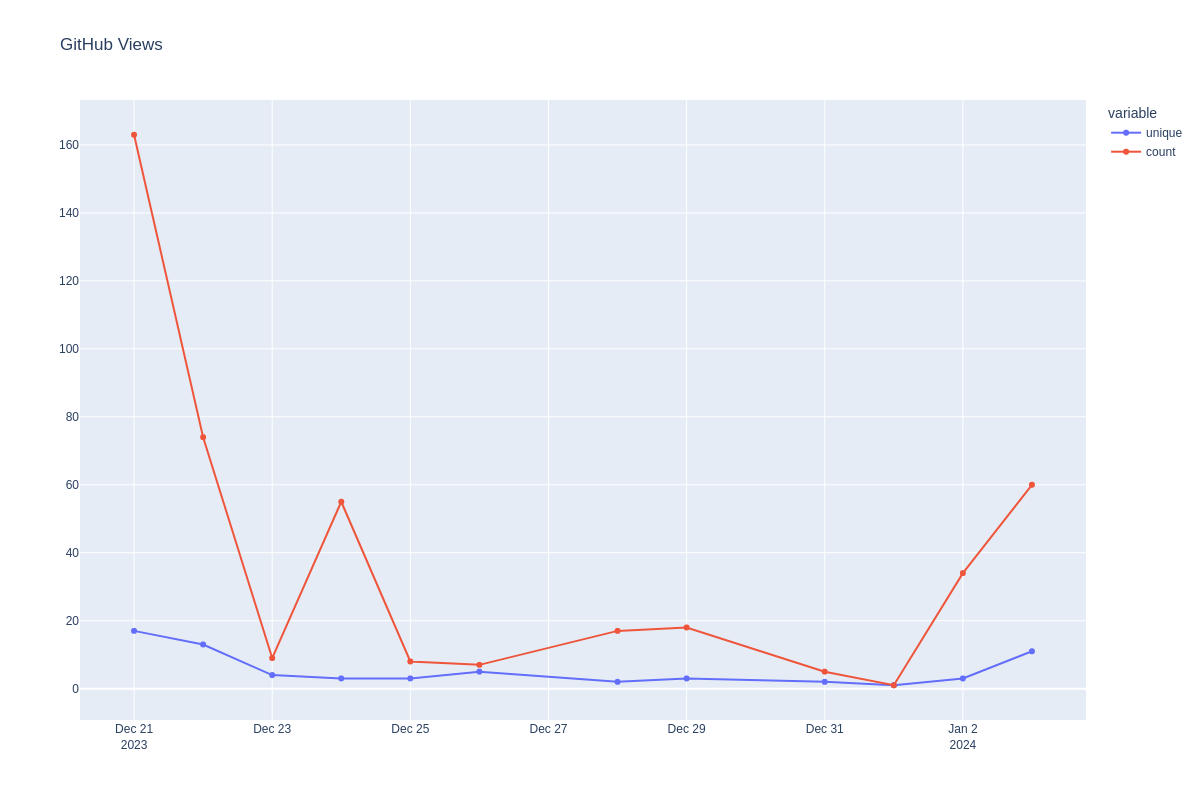 GitHub Views
variable
unique
count
160
140
120
100
80
60
40
20
0
Dec 21
2023
Dec 23
Dec 25
Dec 27
Dec 29
Dec 31
Jan 2
2024